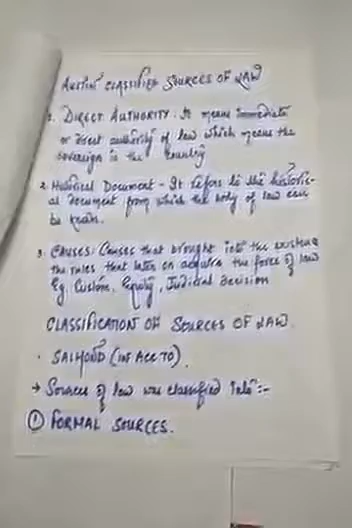 AUSTIN' CLASSIFIED SOURCES OF LAW
1. DIRECT AUTHORITY. It means immediate
or direct authority of law which means the
sovereign in the country
2. Historical Document - It refers to the historic-
al document from which the body of law can
be known.
3. CAUSES: Causes that brought into the existence
the rules that later on acquire the force of law
Eg. Custom, Equity, Judicial decision
CLASSIFICATION OF SOURCES OF LAW.
. SALMOND (
→ Sources of law was classified into:-
① FORMAL SOURCES.